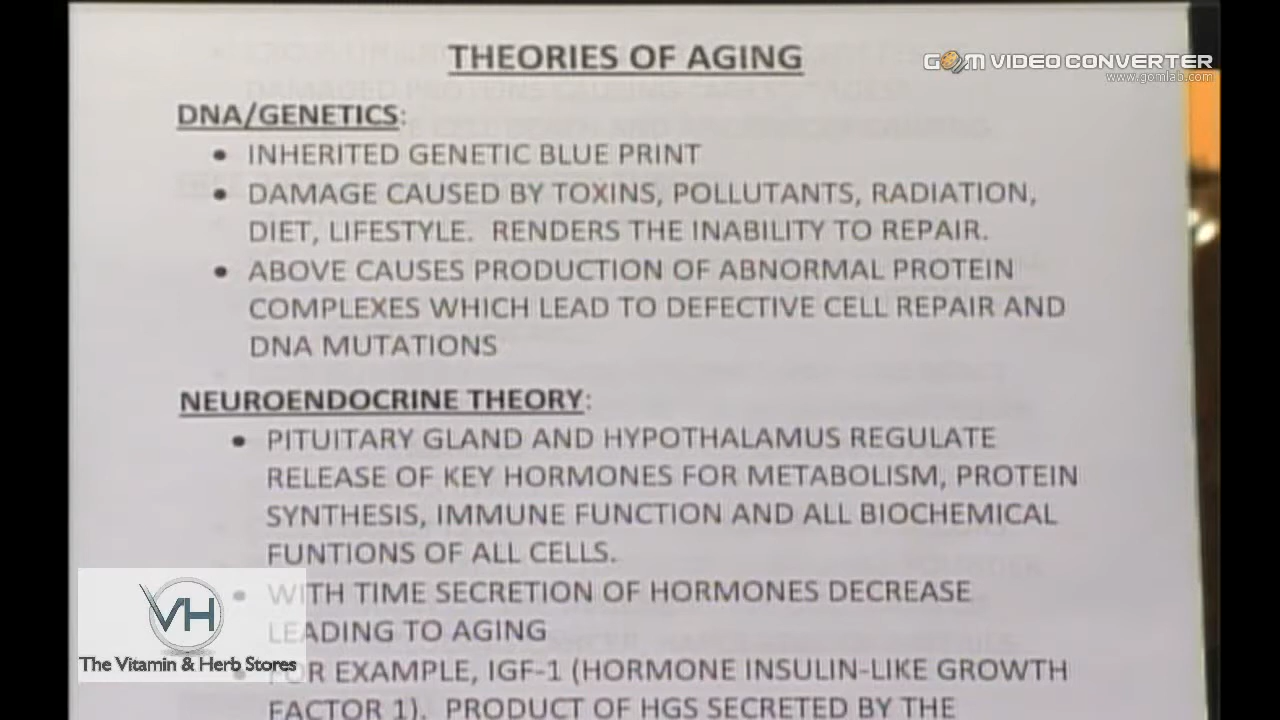 THEORIES OF AGING
GOM VIDEO CONVERTER
www.gomlab.com
DNA/GENETICS:
• INHERITED GENETIC BLUE PRINT
• DAMAGE CAUSED BY TOXINS, POLLUTANTS, RADIATION,
DIET, LIFESTYLE. RENDERS THE INABILITY TO REPAIR.
• ABOVE CAUSES PRODUCTION OF ABNORMAL PROTEIN
COMPLEXES WHICH LEAD TO DEFECTIVE CELL REPAIR AND
DNA MUTATIONS
NEUROENDOCRINE THEORY:
• PITUITARY GLAND AND HYPOTHALAMUS REGULATE
RELEASE OF KEY HORMONES FOR METABOLISM, PROTEIN
SYNTHESIS, IMMUNE FUNCTION AND ALL BIOCHEMICAL
FUNTIONS OF ALL CELLS.
• WITH TIME SECRETION OF HORMONES DECREASE
LEADING TO AGING
• FOR EXAMPLE, IGF-1 (HORMONE INSULIN-LIKE GROWTH
FACTOR 1). PRODUCT OF HGS SECRETED BY THE
VH
The Vitamin & Herb Stores